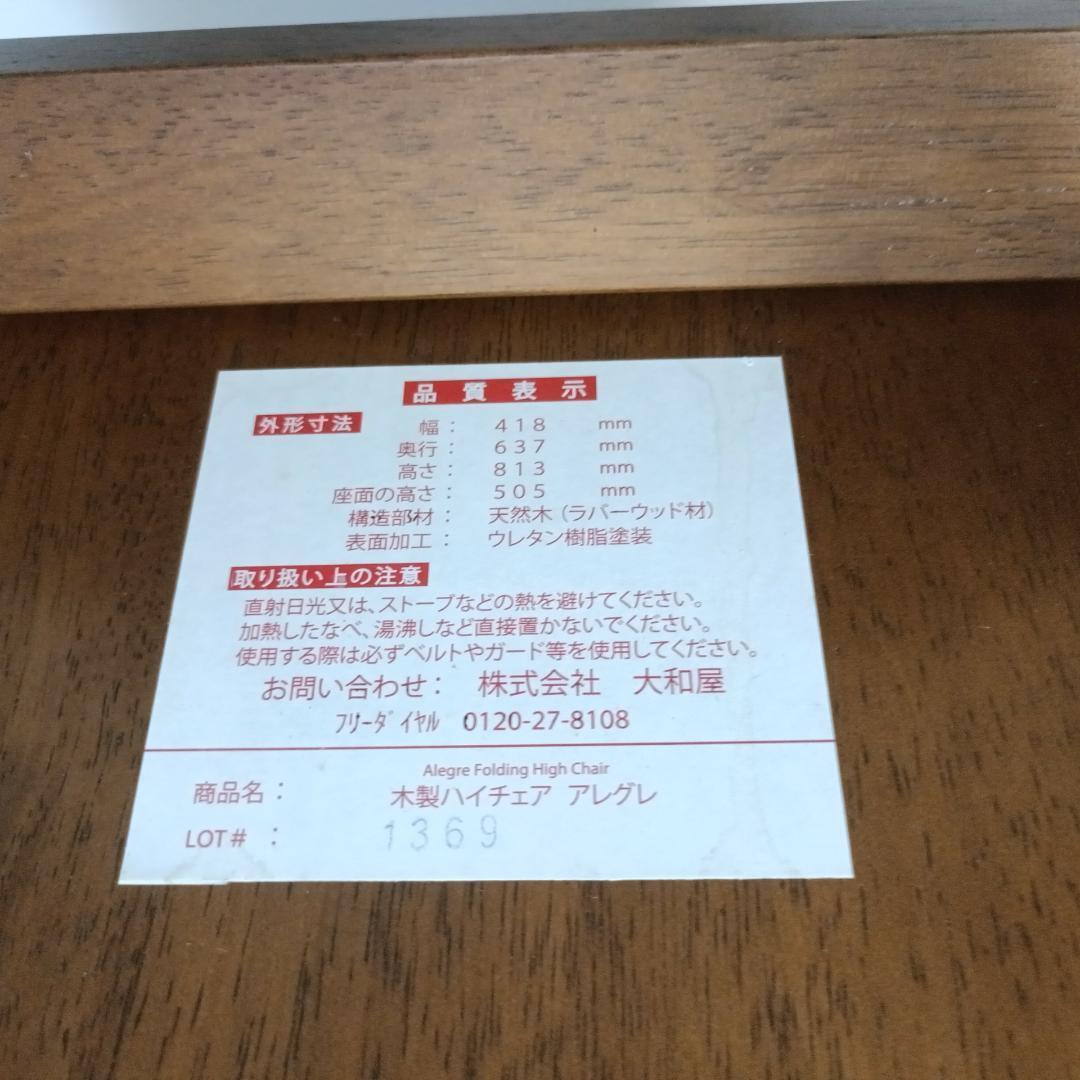 品質表示
外形寸法
幅： 418 mm
奥行： 637 mm
高さ： 813 mm
座面の高さ： 505 mm
構造部材： 天然木（ラバーウッド材）
表面加工： ウレタン樹脂塗装
取り扱い上の注意
直射日光又は、ストーブなどの熱を避けてください。
加熱したなべ、湯沸しなど直接置かないでください。
使用する際は必ずベルトやガード等を使用してください。
お問い合わせ： 株式会社 大和屋
ﾌﾘｰﾀﾞｲﾔﾙ 0120-27-8108
Alegre Folding High Chair
商品名： 木製ハイチェア アレグレ
LOT# ： 1369